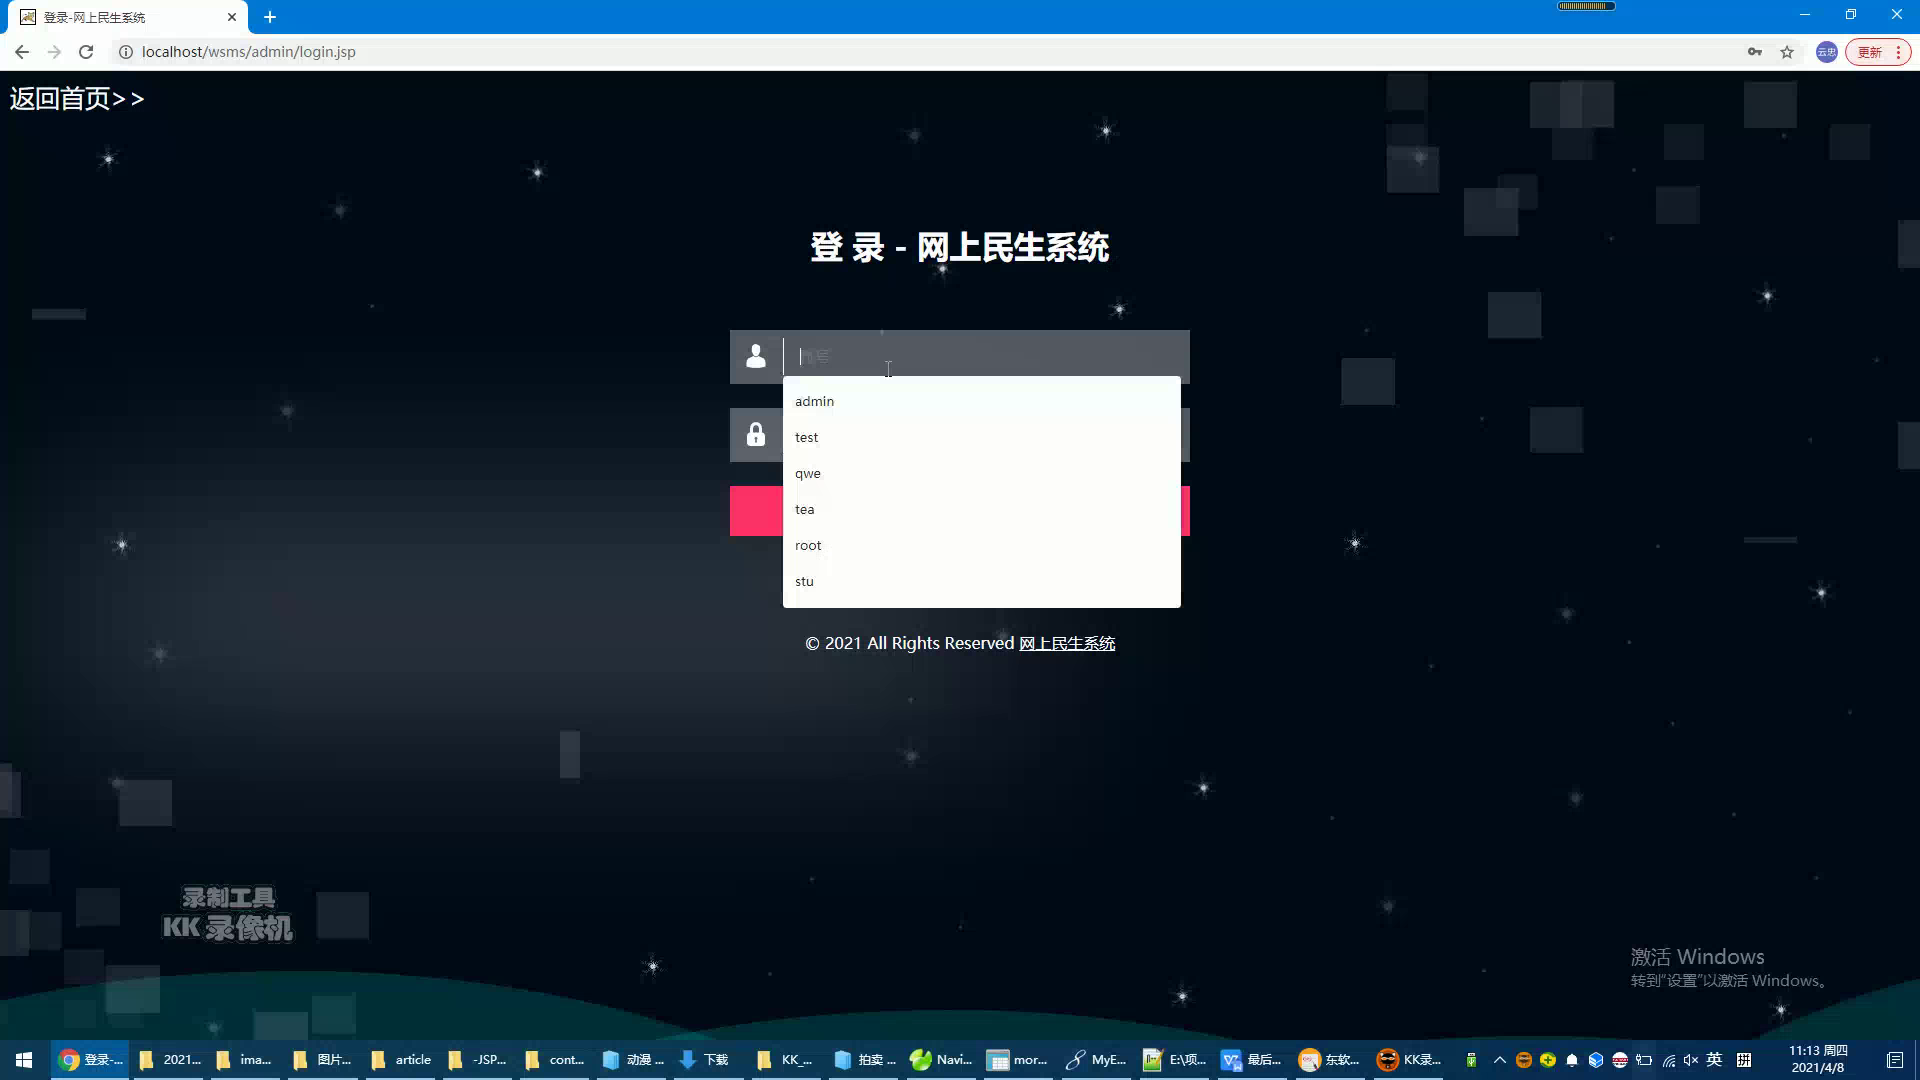 登录-网上民生系统
localhost/wsms/admin/login.jsp
云忠
更新
返回首页>>
登 录 - 网上民生系统
admin
test
qwe
tea
root
stu
© 2021 All Rights Reserved 网上民生系统
录制工具
KK 录像机
激活 Windows
转到“设置”以激活 Windows。
登录-...
2021...
ima...
图片...
article
-JSP...
cont...
动漫 ...
下载
KK_...
拍卖 ...
Navi...
mor...
MyE...
E:\项...
最后...
东软...
KK录...
英
11:13 周四
2021/4/8